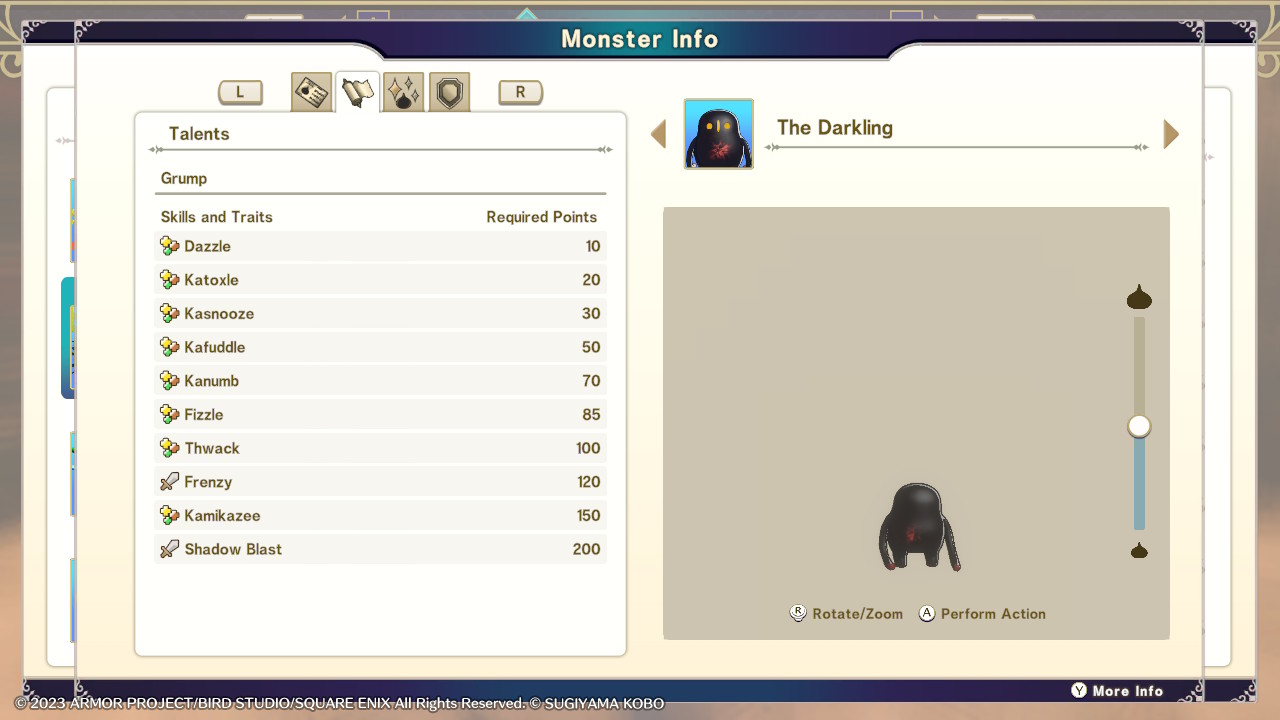 Monster Info
L
R
Talents
Grump
Skills and Traits Required Points
Dazzle 10
Katoxle 20
Kasnooze 30
Kafuddle 50
Kanumb 70
Fizzle 85
Thwack 100
Frenzy 120
Kamikazee 150
Shadow Blast 200
The Darkling
R Rotate/Zoom A Perform Action
Y More Info
© 2023 ARMOR PROJECT/BIRD STUDIO/SQUARE ENIX All Rights Reserved. © SUGIYAMA KOBO